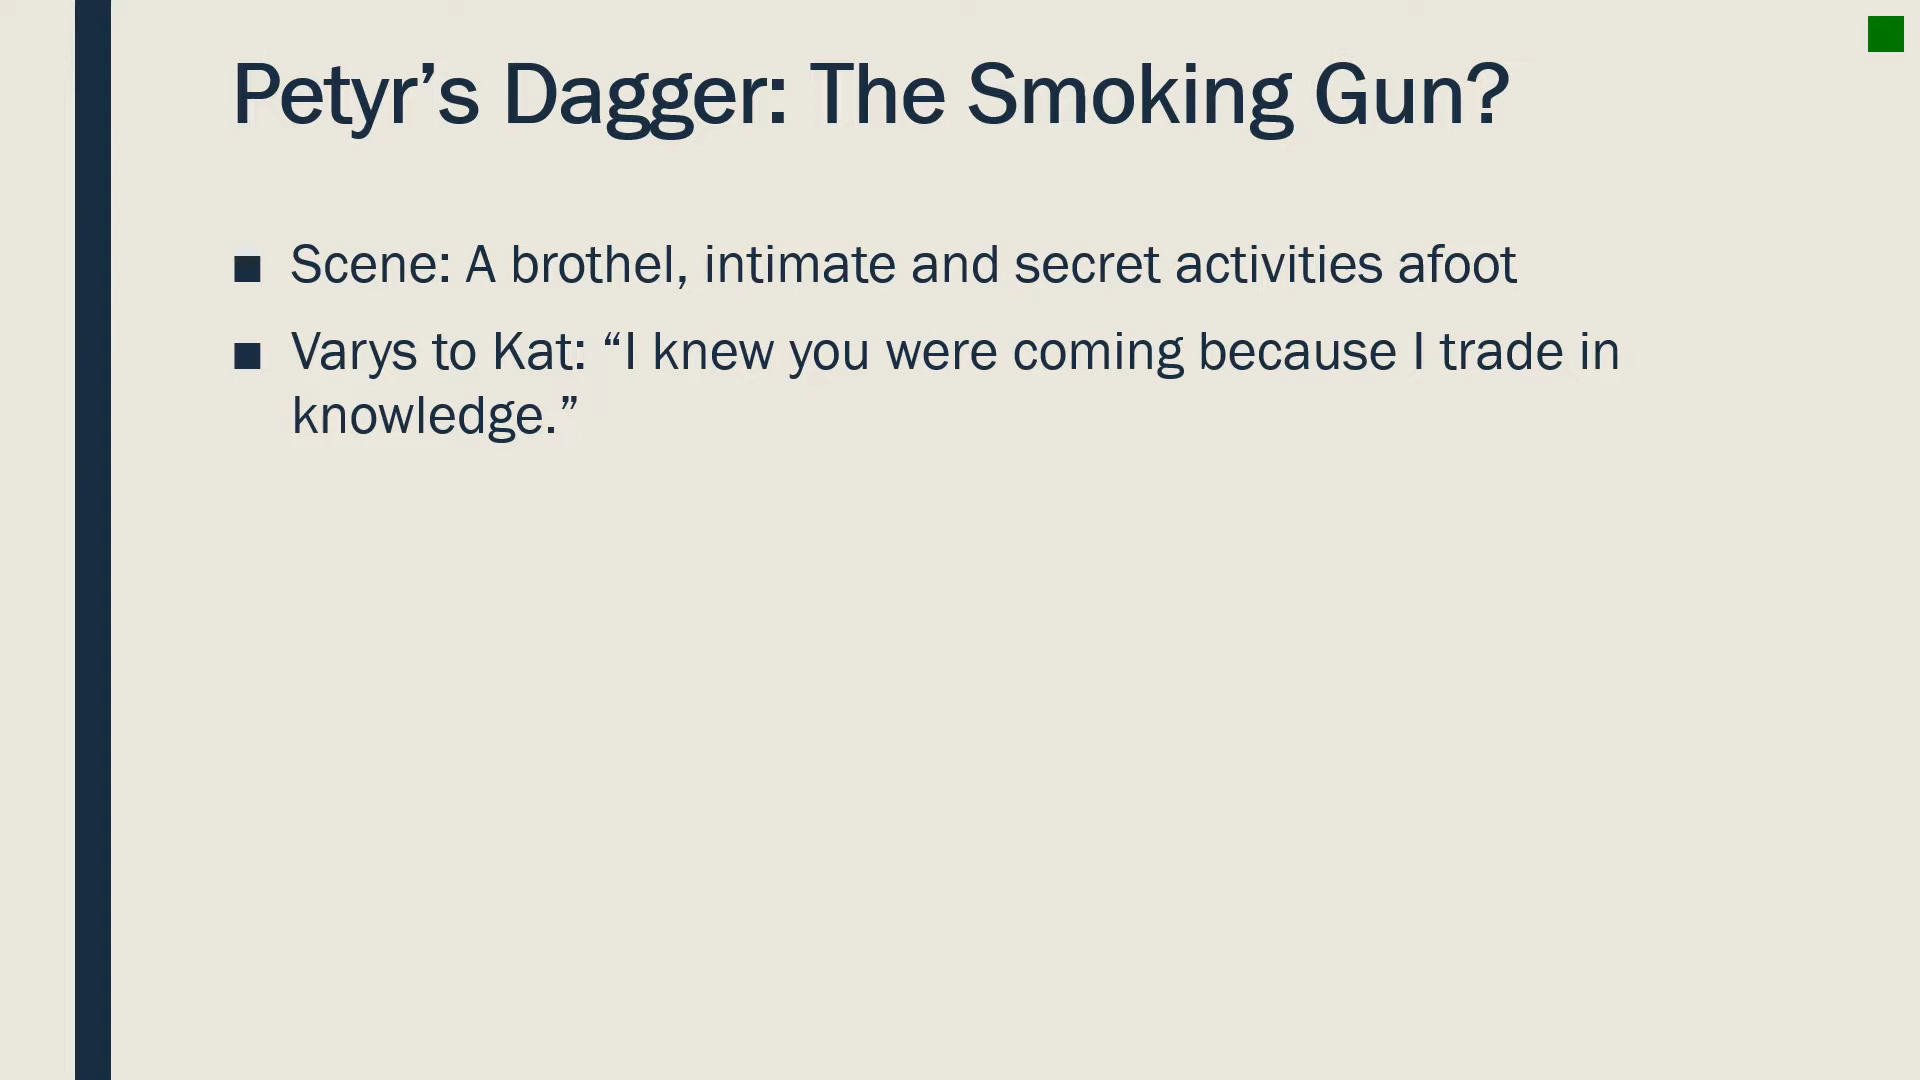 Petyr’s Dagger: The Smoking Gun?
■ Scene: A brothel, intimate and secret activities afoot
■ Varys to Kat: “I knew you were coming because I trade in
knowledge.”